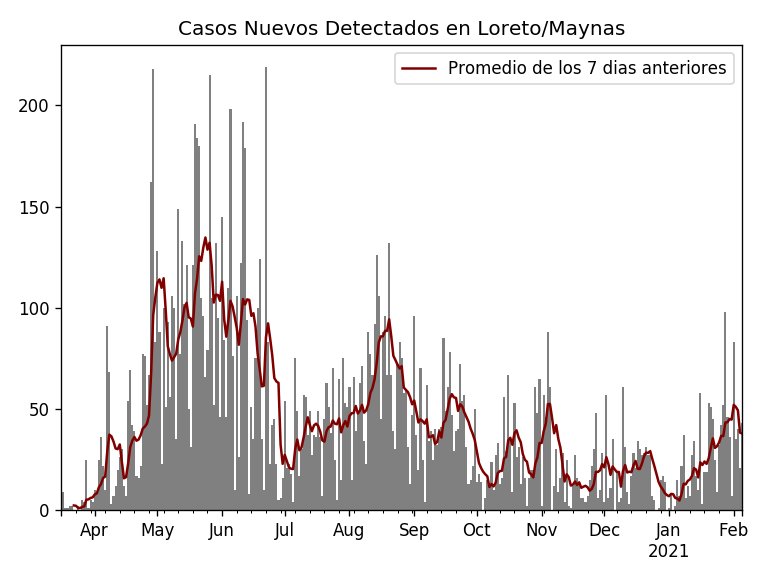 Casos Nuevos Detectados en Loreto/Maynas
Promedio de los 7 dias anteriores
200
150
100
50
0
Apr May Jun Jul Aug Sep Oct Nov Dec Jan Feb
2021